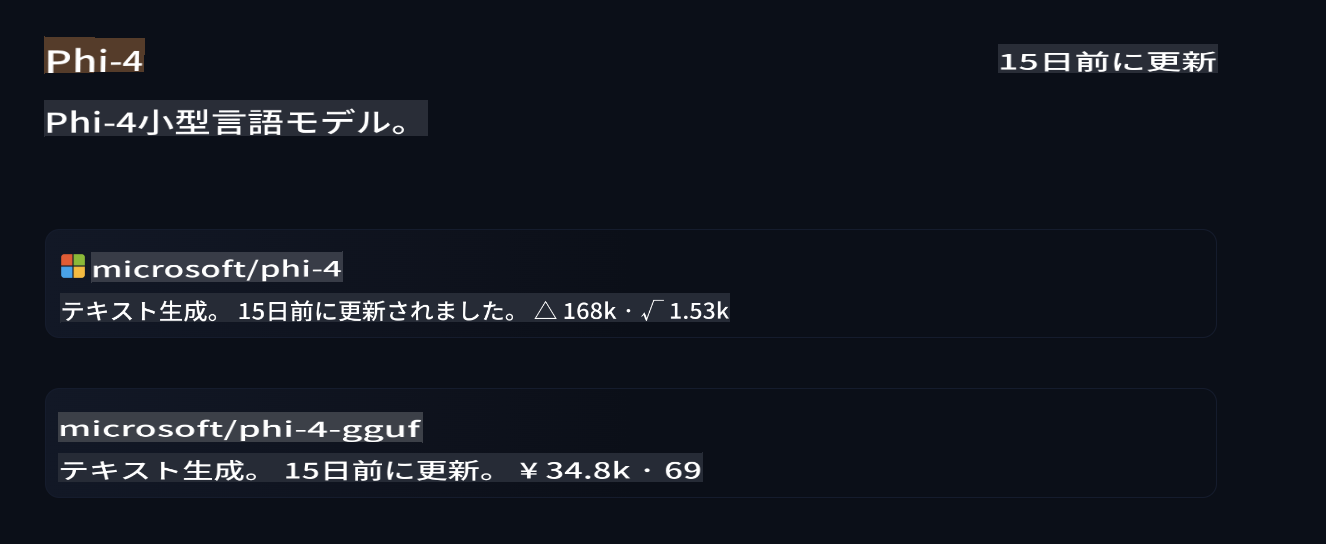 Phi-4
15日前に更新
Phi-4小型言語モデル。
microsoft/phi-4
テキスト生成。 15日前に更新されました。 △ 168k · √ 1.53k
microsoft/phi-4-gguf
テキスト生成。 15日前に更新。 ¥ 34.8k · 69